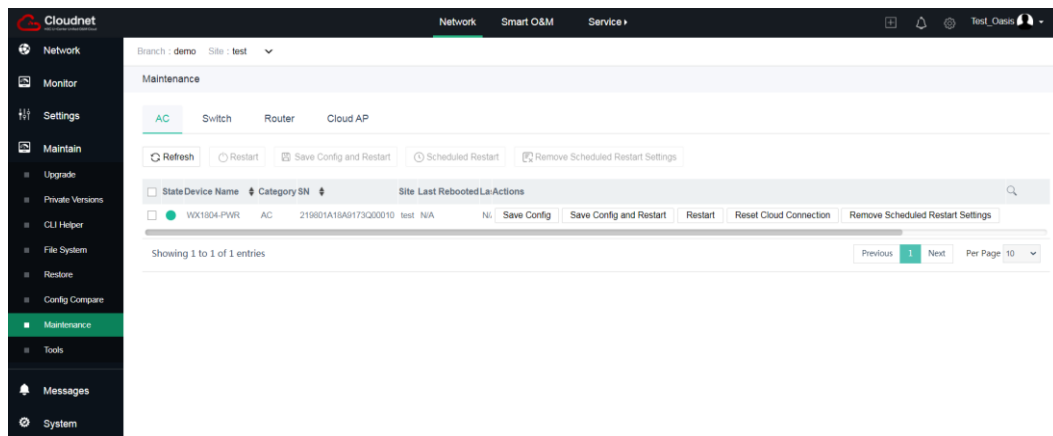 Cloudnet
Network Smart O&M Service
Test_Oasis
Network
Monitor
Settings
Maintain
Upgrade
Private Versions
CLI Helper
File System
Restore
Config Compare
Maintenance
Tools
Messages
System
Branch : demo Site : test
Maintenance
AC Switch Router Cloud AP
Refresh Restart Save Config and Restart Scheduled Restart Remove Scheduled Restart Settings
State Device Name Category SN Site Last Rebooted La Actions
WX1804-PWR AC 219801A18A9173Q00010 test N/A N/ Save Config Save Config and Restart Restart Reset Cloud Connection Remove Scheduled Restart Settings
Showing 1 to 1 of 1 entries
Previous 1 Next Per Page 10